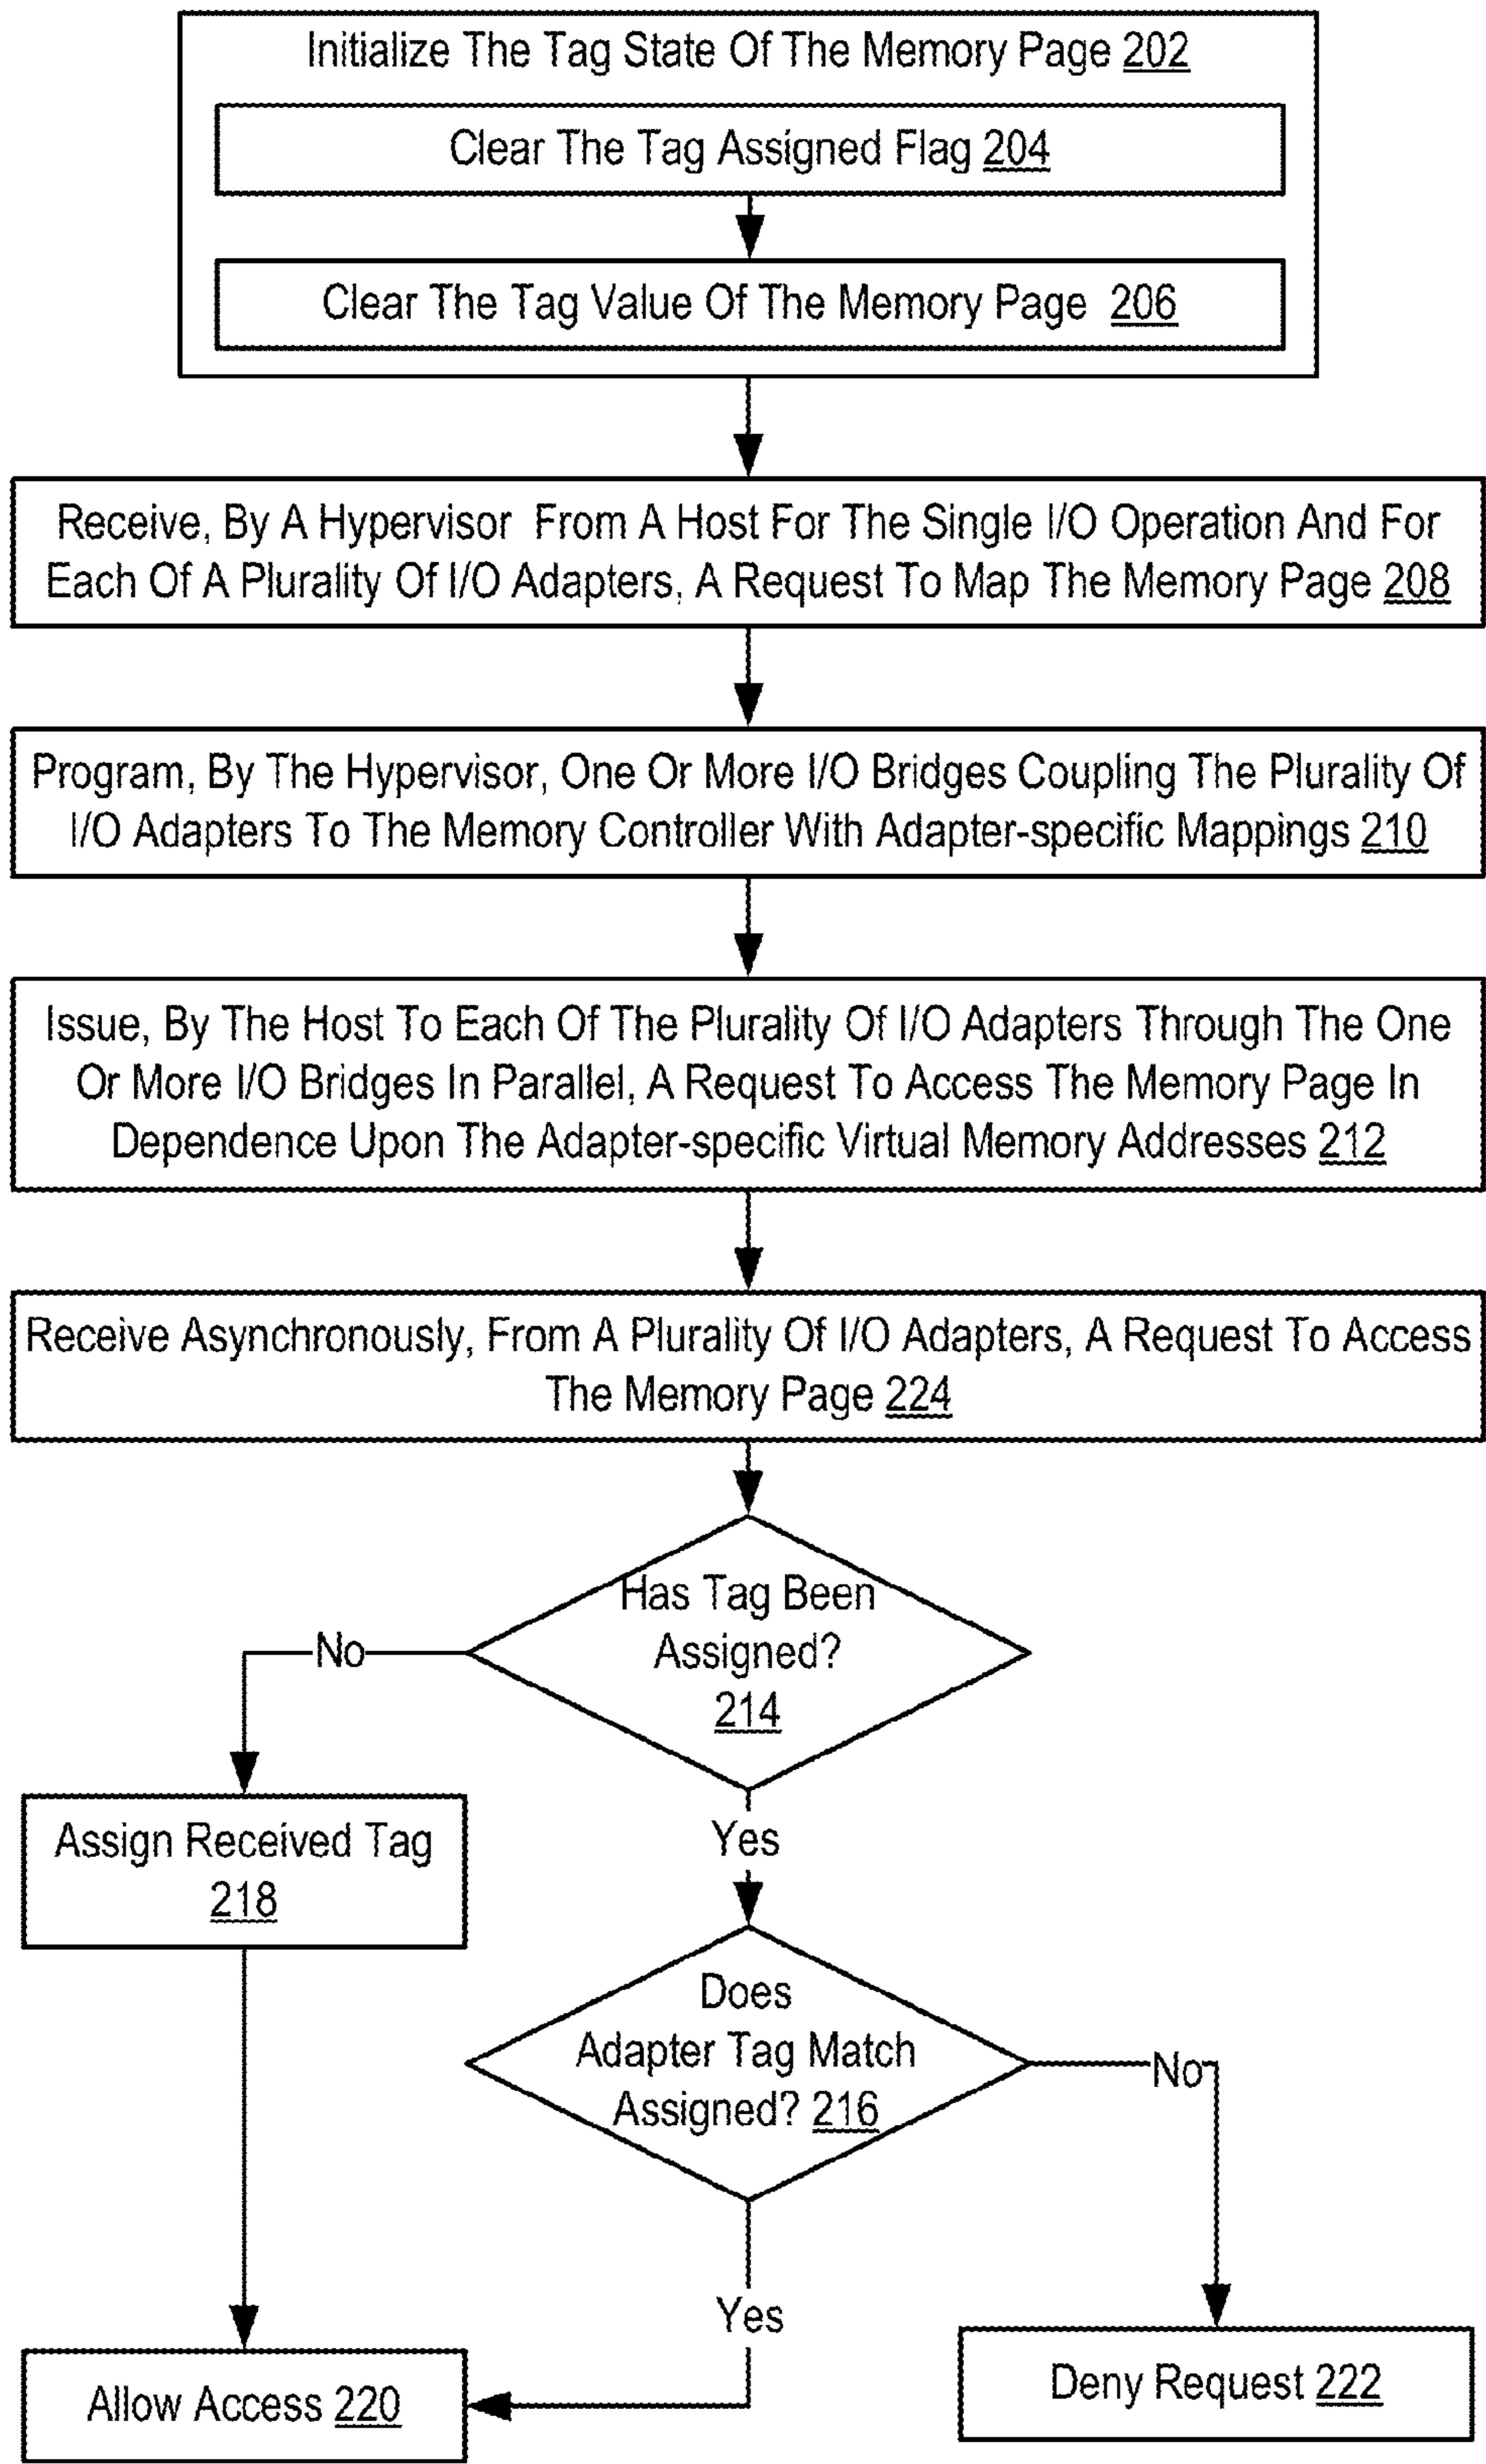 Initialize The Tag State Of The Memory Page 202
Clear The Tag Assigned Flag 204
Clear The Tag Value Of The Memory Page 206
Receive, By A Hypervisor From A Host For The Single I/O Operation And For
Each Of A Plurality Of I/O Adapters, A Request To Map The Memory Page 208
Program, By The Hypervisor, One Or More I/O Bridges Coupling The Plurality Of
I/O Adapters To The Memory Controller With Adapter-specific Mappings 210
Issue, By The Host To Each Of The Plurality Of I/O Adapters Through The One
Or More I/O Bridges In Parallel, A Request To Access The Memory Page In
Dependence Upon The Adapter-specific Virtual Memory Addresses 212
Receive Asynchronously, From A Plurality Of I/O Adapters, A Request To Access
The Memory Page 224
Has Tag Been
Assigned?
214
No
Yes
Assign Received Tag
218
Does
Adapter Tag Match
Assigned? 216
No
Yes
Allow Access 220
Deny Request 222